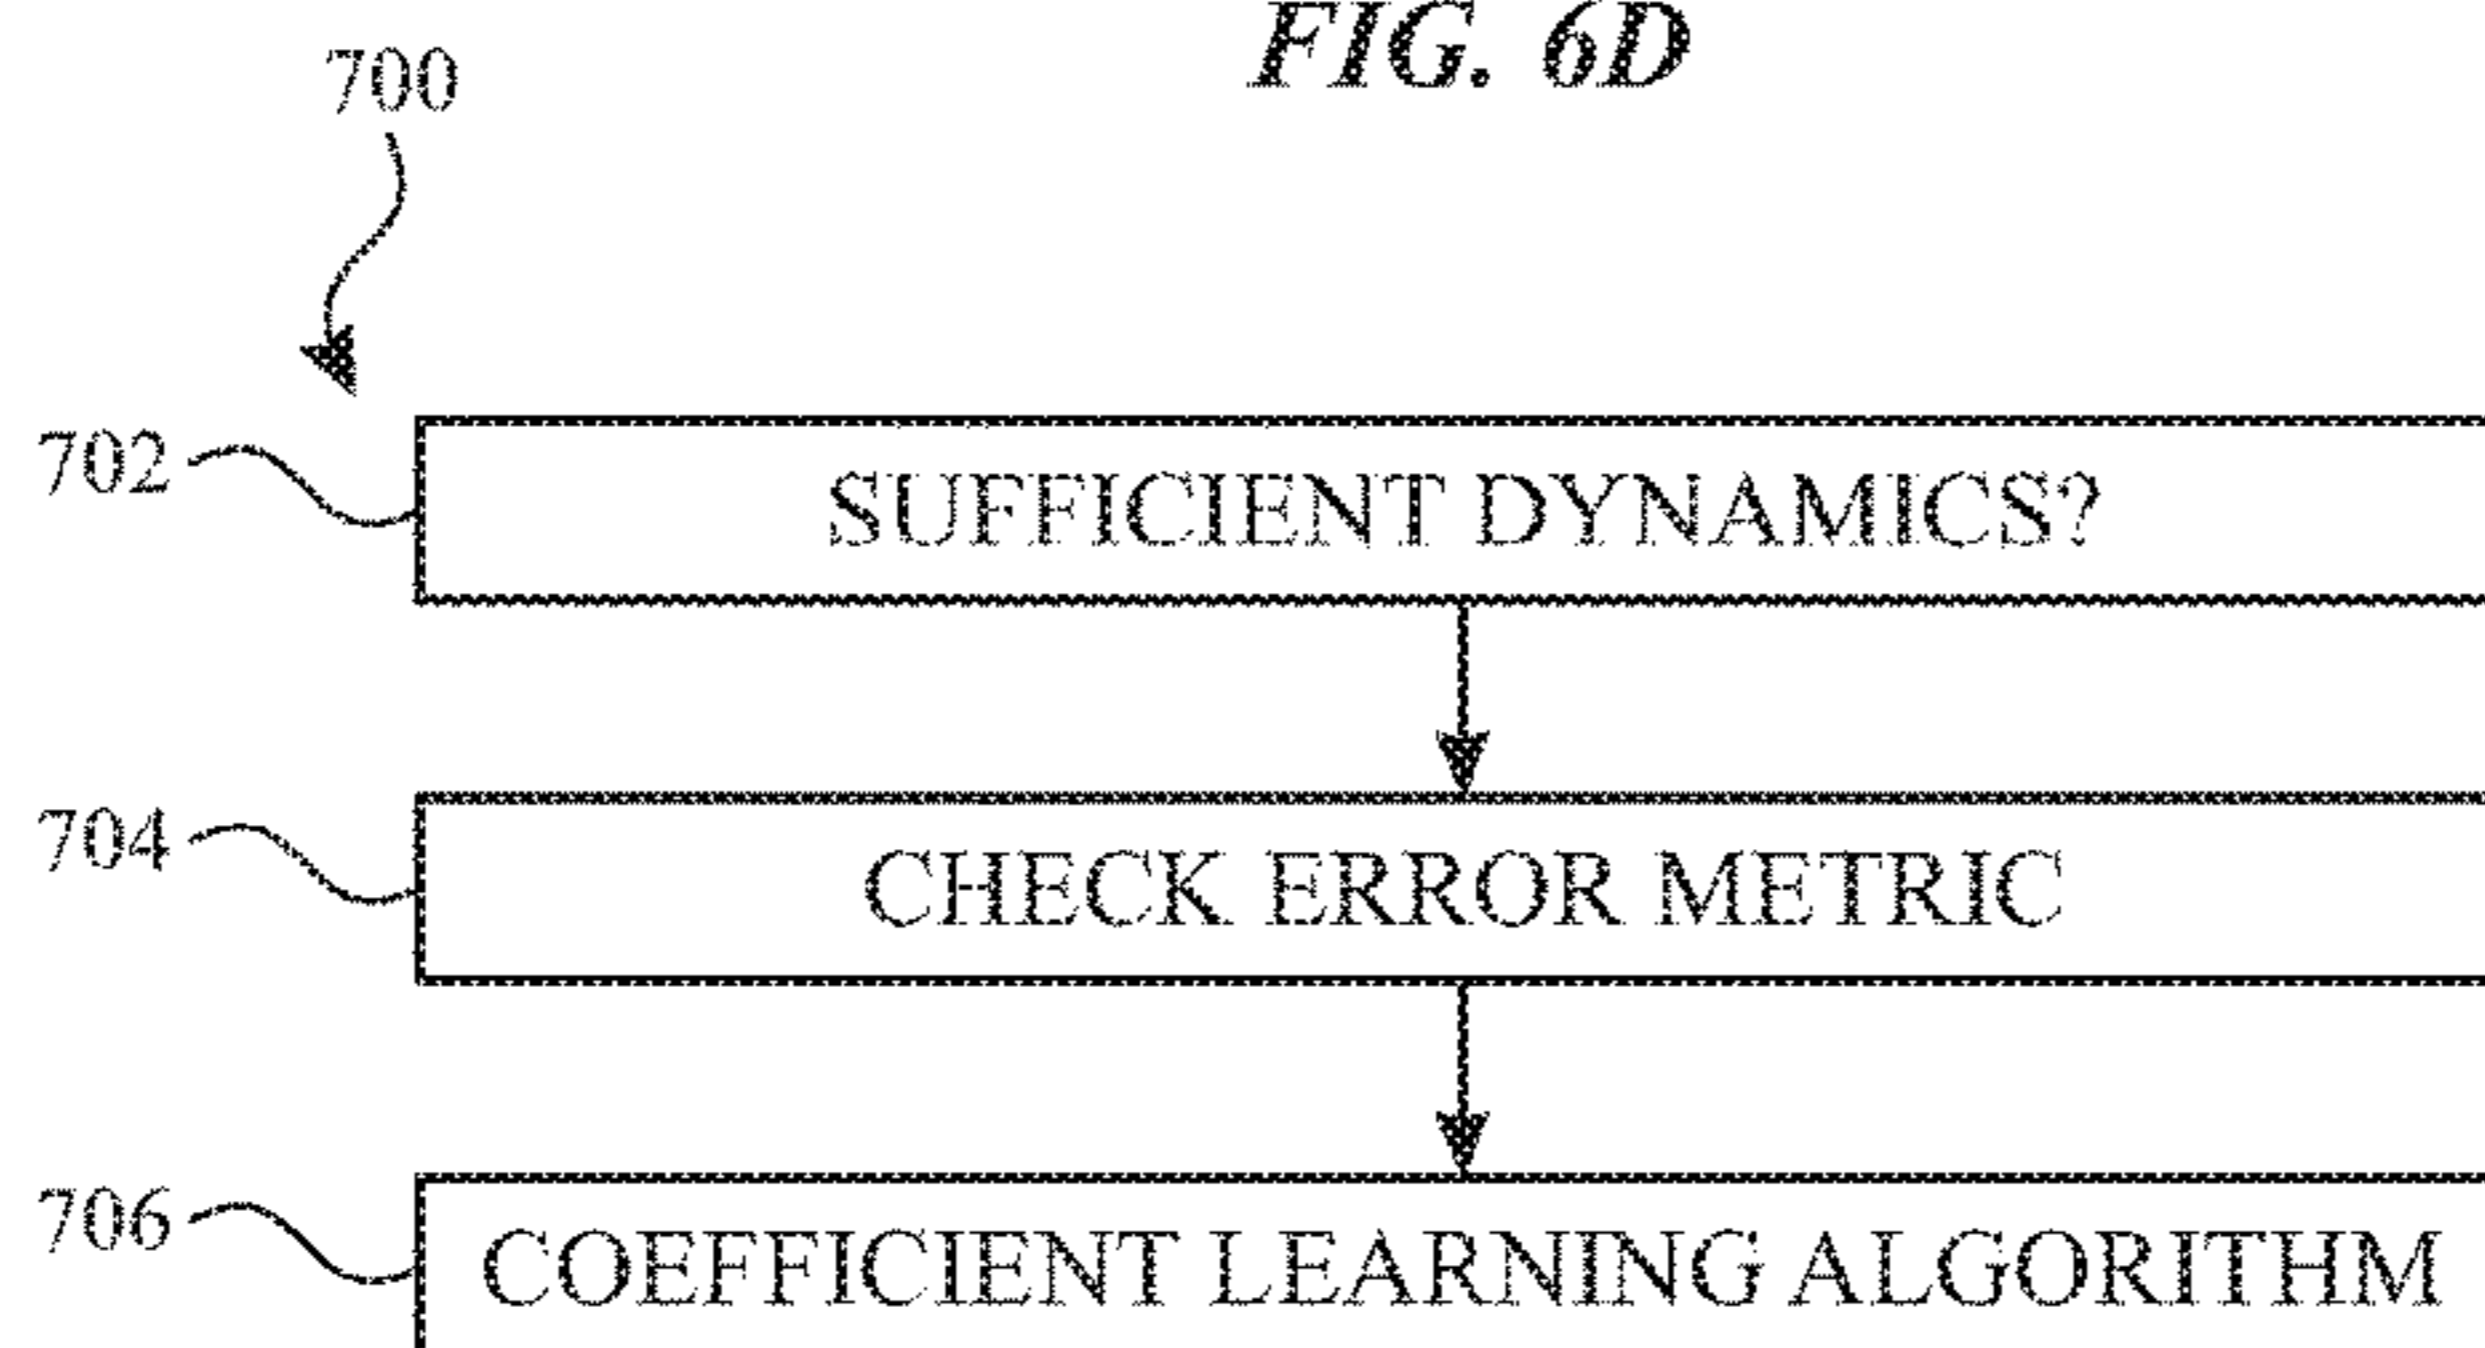 FIG. 6D
700
702
SUFFICIENT DYNAMICS?
704
CHECK ERROR METRIC
706
COEFFICIENT LEARNING ALGORITHM